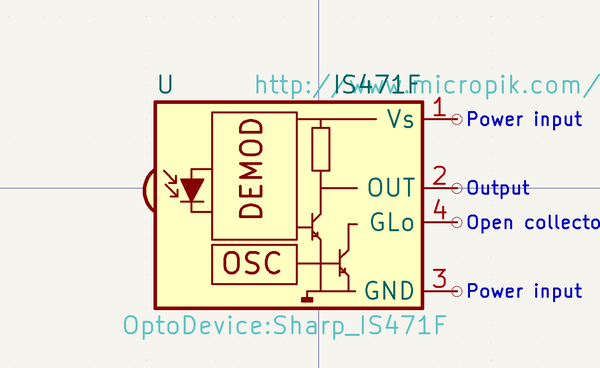 U IS471F
http://www.micropik.com/
Vs 1 Power input
DEMOD
OUT 2 Output
GLo 4 Open collecto
OSC
GND 3 Power input
OptoDevice:Sharp_IS471F